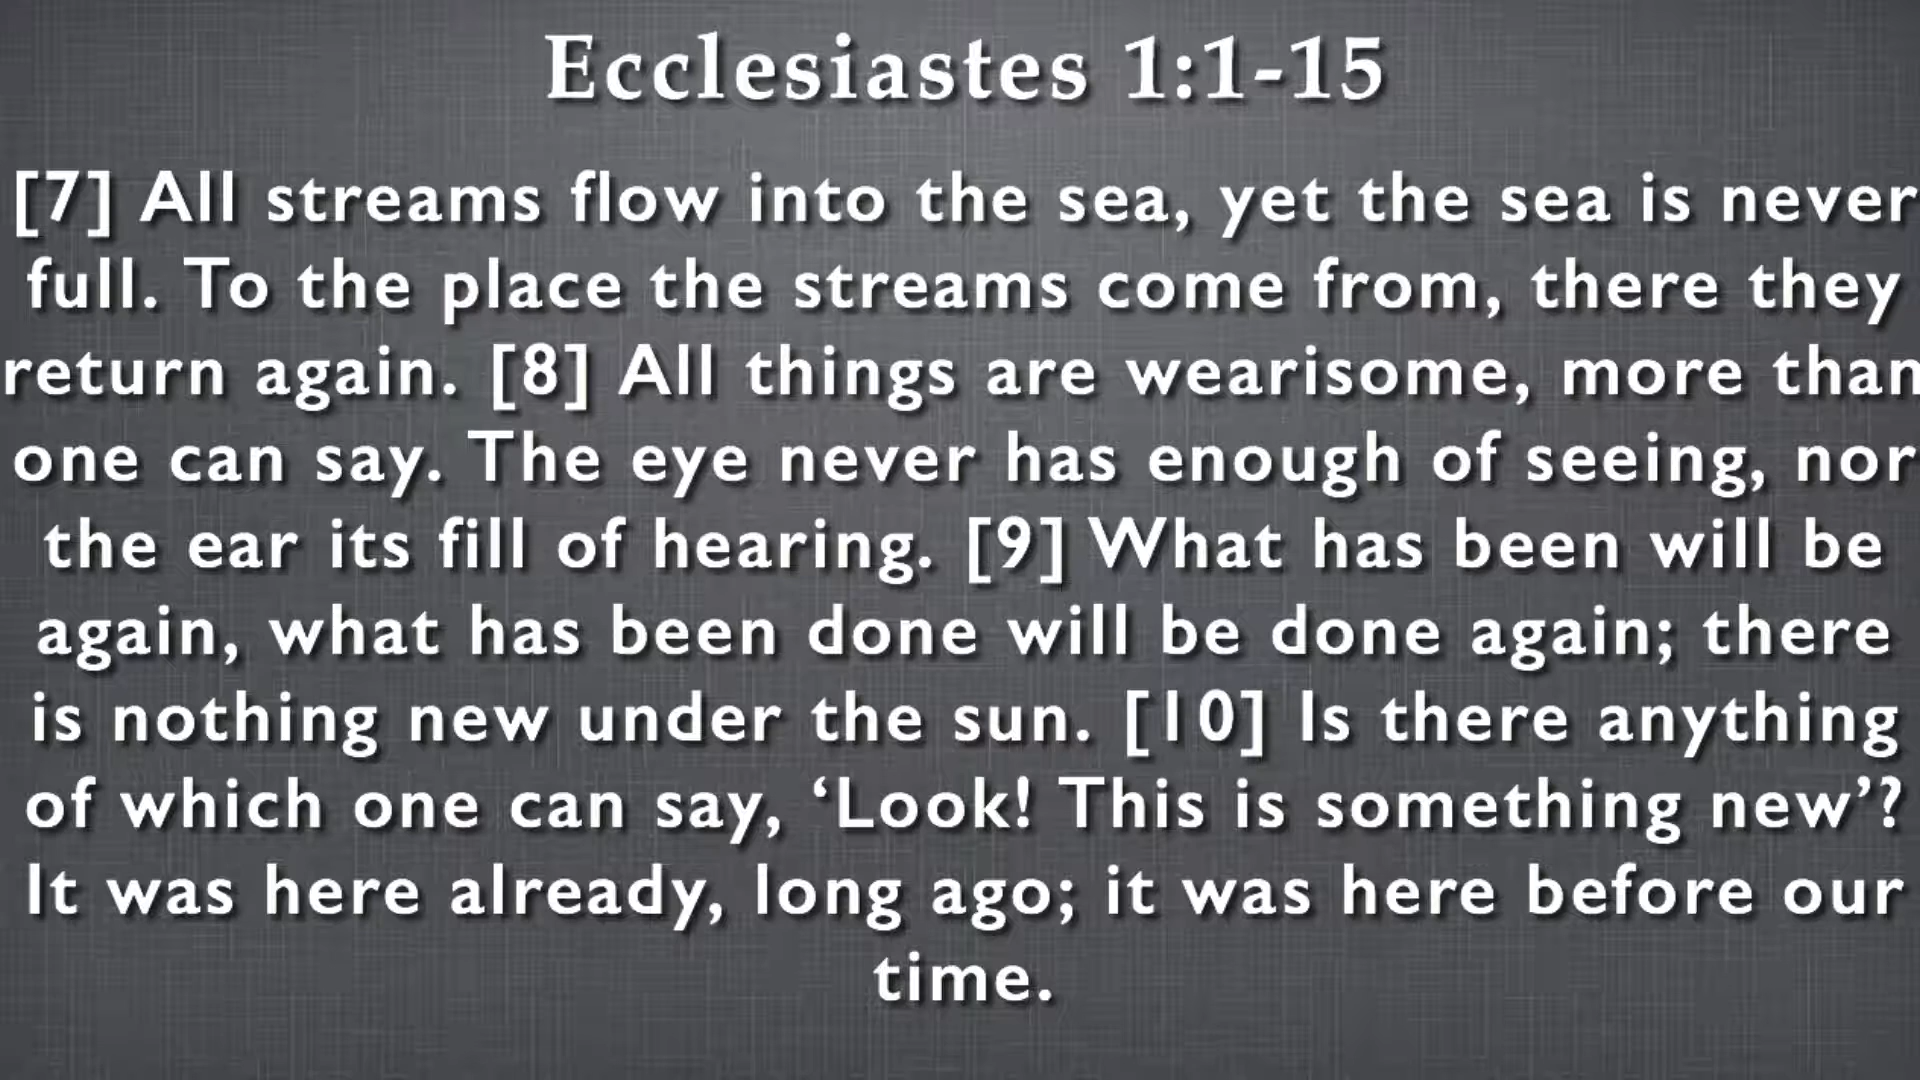 Ecclesiastes 1:1-15
[7] All streams flow into the sea, yet the sea is never
full. To the place the streams come from, there they
return again. [8] All things are wearisome, more than
one can say. The eye never has enough of seeing, nor
the ear its fill of hearing. [9] What has been will be
again, what has been done will be done again; there
is nothing new under the sun. [10] Is there anything
of which one can say, ‘Look! This is something new’?
It was here already, long ago; it was here before our
time.